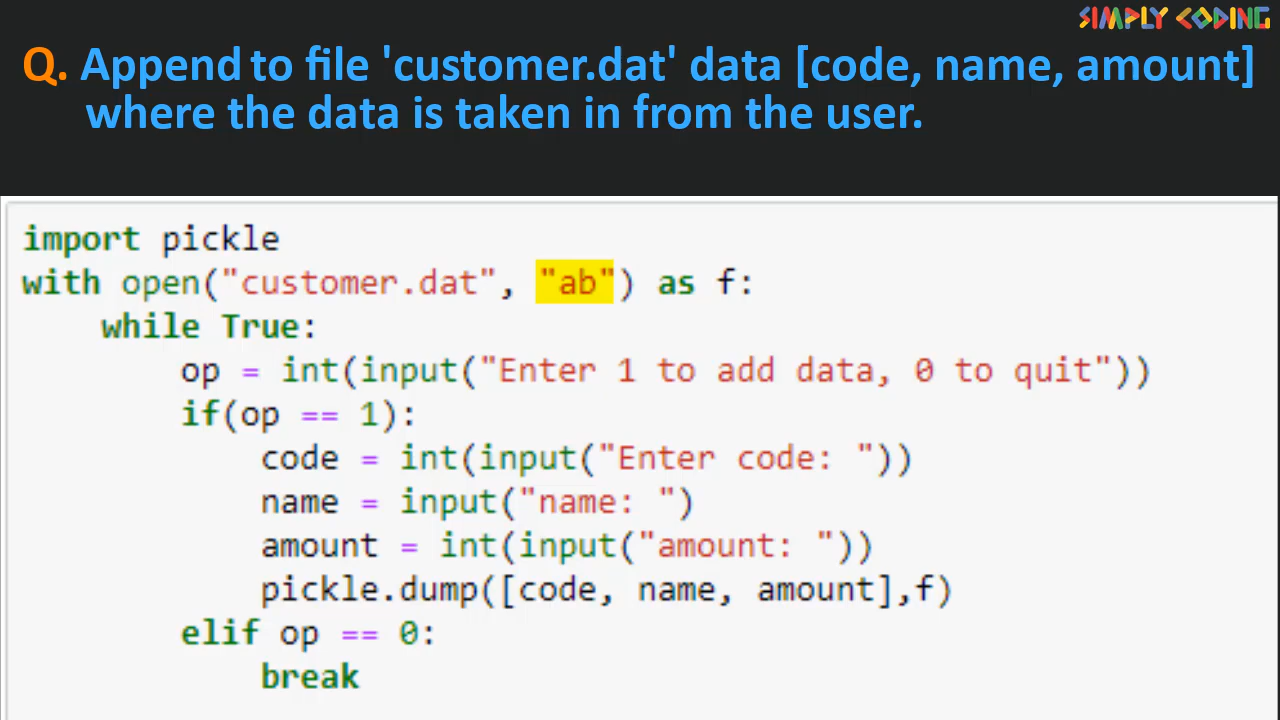 SIMPLY CODING
Q. Append to file 'customer.dat' data [code, name, amount]
where the data is taken in from the user.
import pickle
with open("customer.dat", "ab") as f:
    while True:
        op = int(input("Enter 1 to add data, 0 to quit"))
        if(op == 1):
            code = int(input("Enter code: "))
            name = input("name: ")
            amount = int(input("amount: "))
            pickle.dump([code, name, amount],f)
        elif op == 0:
            break